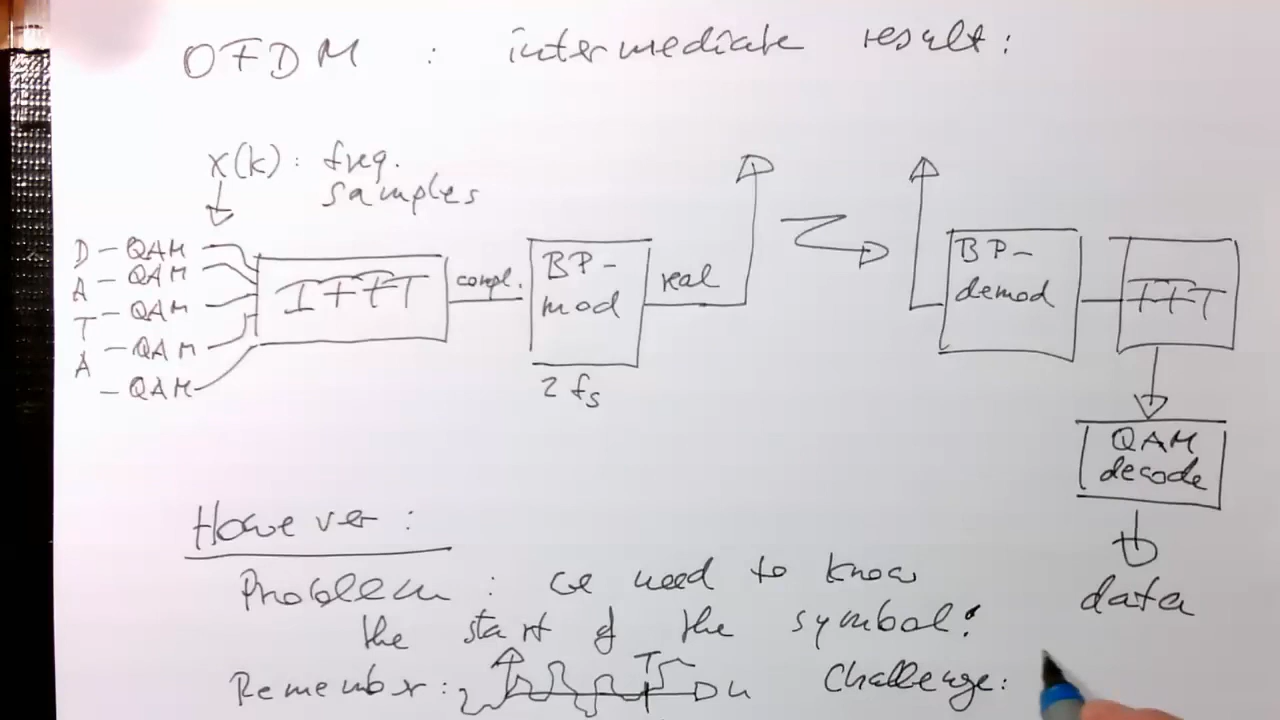 OFDM : intermediate result:
x(k): freq.
samples
D - QAM
A - QAM
T - QAM
A - QAM
- QAM
IFFT
compl.
BP-
mod
2 fs
real
BP-
demod
FFT
QAM
decode
data
However:
Problem: we need to know
the start of the symbol!
Remember: T n Challenge: